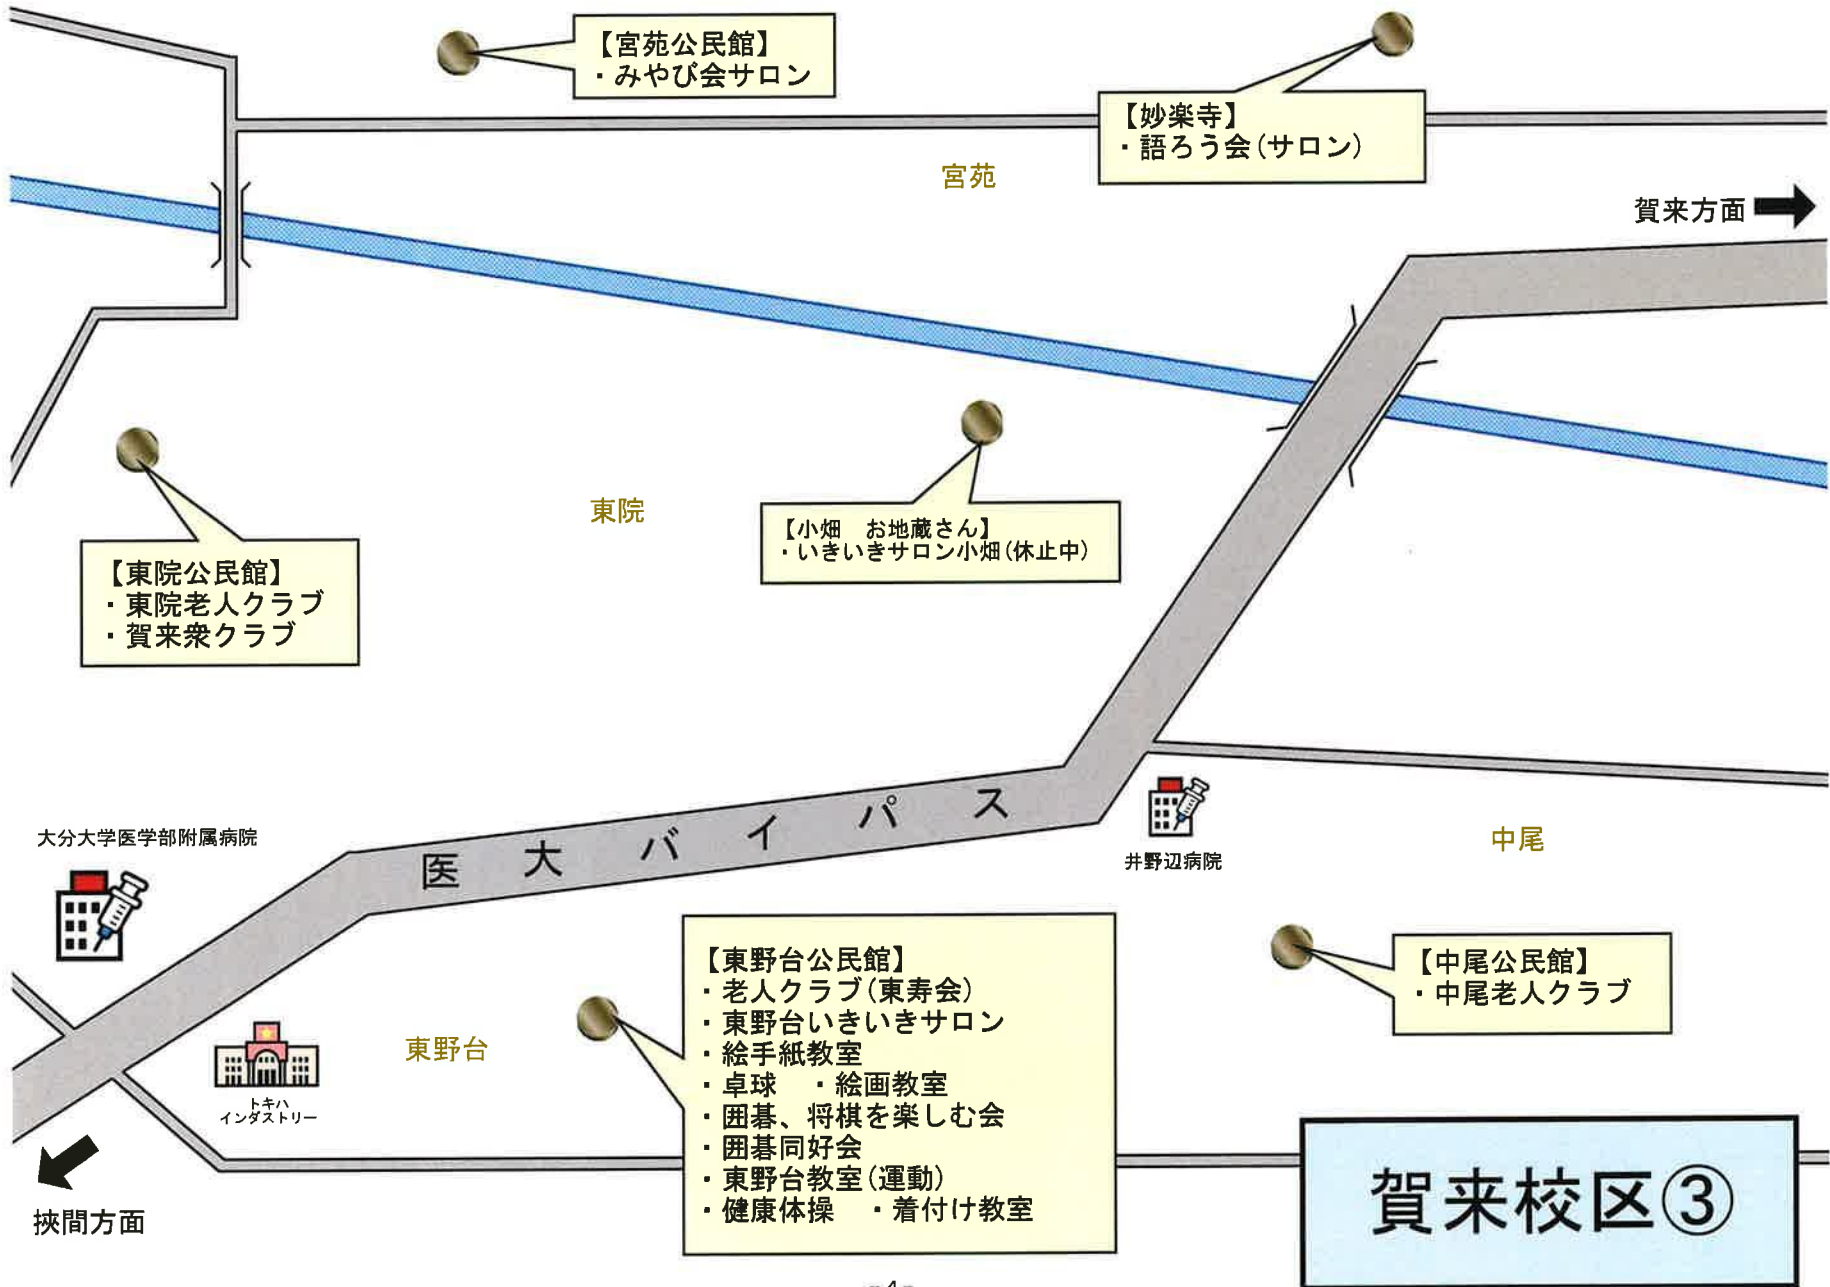 【宮苑公民館】
・みやび会サロン
【妙楽寺】
・語ろう会(サロン)
宮苑
賀来方面
東院
【小畑　お地蔵さん】
・いきいきサロン小畑(休止中)
【東院公民館】
・東院老人クラブ
・賀来衆クラブ
医大バイパス
大分大学医学部附属病院
井野辺病院
中尾
【東野台公民館】
・老人クラブ(東寿会)
・東野台いきいきサロン
・絵手紙教室
・卓球　・絵画教室
・囲碁、将棋を楽しむ会
・囲碁同好会
・東野台教室(運動)
・健康体操　・着付け教室
【中尾公民館】
・中尾老人クラブ
東野台
トキハ
インダストリー
挾間方面
賀来校区③